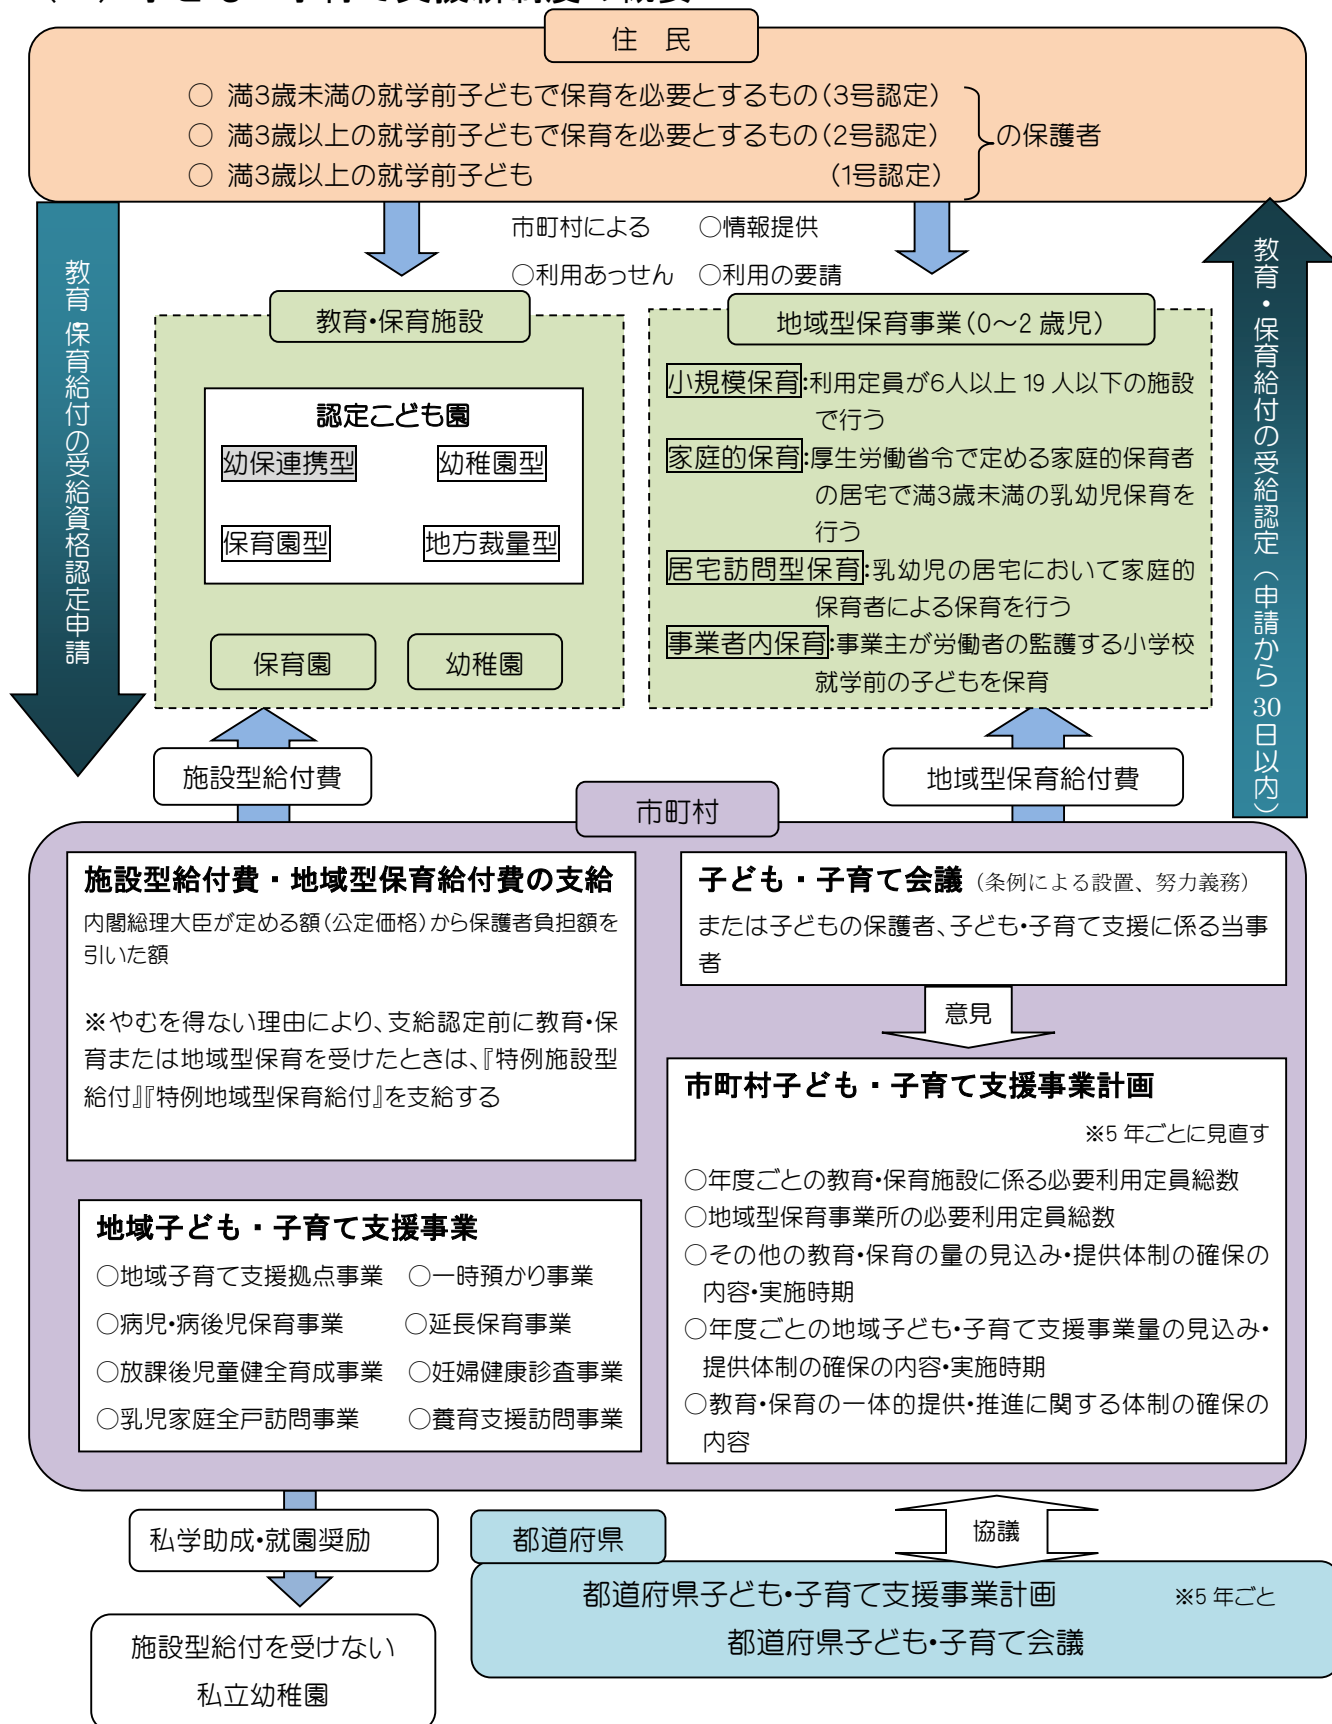 住　民
○ 満3歳未満の就学前子どもで保育を必要とするもの(3号認定)
○ 満3歳以上の就学前子どもで保育を必要とするもの(2号認定)
○ 満3歳以上の就学前子ども (1号認定)
の保護者
教育・保育給付の受給資格認定申請
市町村による ○情報提供
○利用あっせん ○利用の要請
教育・保育給付の受給認定（申請から30日以内）
教育・保育施設
認定こども園
幼保連携型 幼稚園型
保育園型 地方裁量型
保育園 幼稚園
地域型保育事業(0～2歳児)
小規模保育:利用定員が6人以上 19 人以下の施設
で行う
家庭的保育:厚生労働省令で定める家庭的保育者
の居宅で満3歳未満の乳幼児保育を
行う
居宅訪問型保育:乳幼児の居宅において家庭的
保育者による保育を行う
事業者内保育:事業主が労働者の監護する小学校
就学前の子どもを保育
施設型給付費 地域型保育給付費
市町村
施設型給付費・地域型保育給付費の支給
内閣総理大臣が定める額(公定価格)から保護者負担額を
引いた額
※やむを得ない理由により、支給認定前に教育・保
育または地域型保育を受けたときは、『特例施設型
給付』『特例地域型保育給付』を支給する
子ども・子育て会議（条例による設置、努力義務）
または子どもの保護者、子ども・子育て支援に係る当事
者
意見
市町村子ども・子育て支援事業計画
※5 年ごとに見直す
○年度ごとの教育・保育施設に係る必要利用定員総数
○地域型保育事業所の必要利用定員総数
○その他の教育・保育の量の見込み・提供体制の確保の
内容・実施時期
○年度ごとの地域子ども・子育て支援事業量の見込み・
提供体制の確保の内容・実施時期
○教育・保育の一体的提供・推進に関する体制の確保の
内容
地域子ども・子育て支援事業
○地域子育て支援拠点事業 ○一時預かり事業
○病児・病後児保育事業 ○延長保育事業
○放課後児童健全育成事業 ○妊婦健康診査事業
○乳児家庭全戸訪問事業 ○養育支援訪問事業
私学助成・就園奨励
施設型給付を受けない
私立幼稚園
都道府県
協議
都道府県子ども・子育て支援事業計画 ※5 年ごと
都道府県子ども・子育て会議